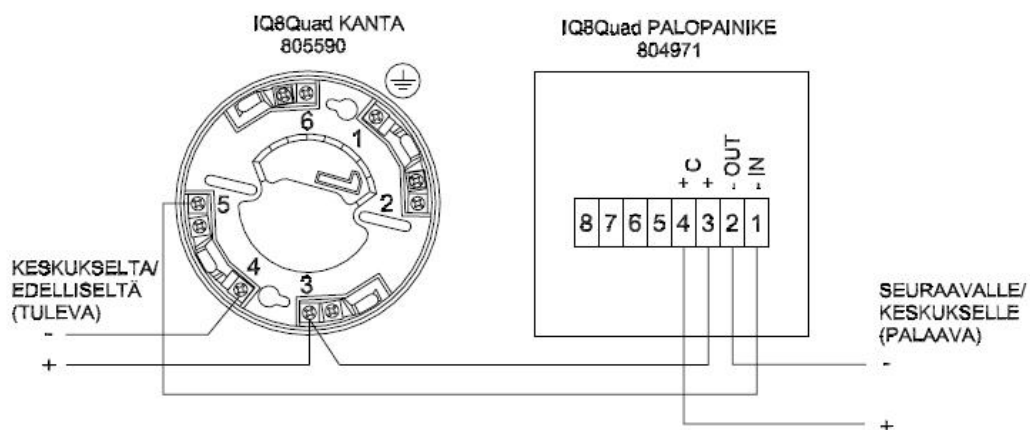 IQ8Quad KANTA
805590
IQ8Quad PALOPAINIKE
804971
6
1
5
2
4
3
+ C +
- OUT
- IN
8 7 6 5 4 3 2 1
KESKUKSELTA/
EDELLISELTÄ
(TULEVA)
-
+
SEURAAVALLE/
KESKUKSELLE
(PALAAVA)
-
+